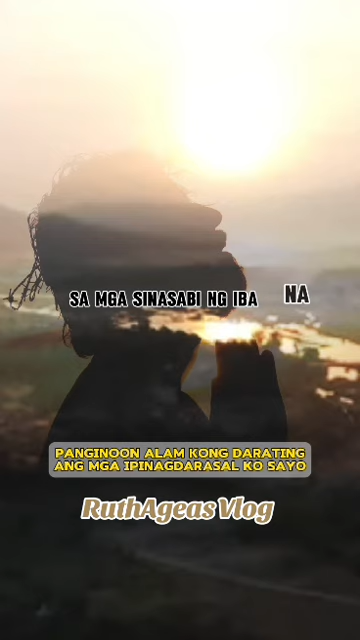 SA MGA SINASABI NG IBA NA
PANGINOON ALAM KONG DARATING
ANG MGA IPINAGDARASAL KO SAYO
RuthAgeas Vlog